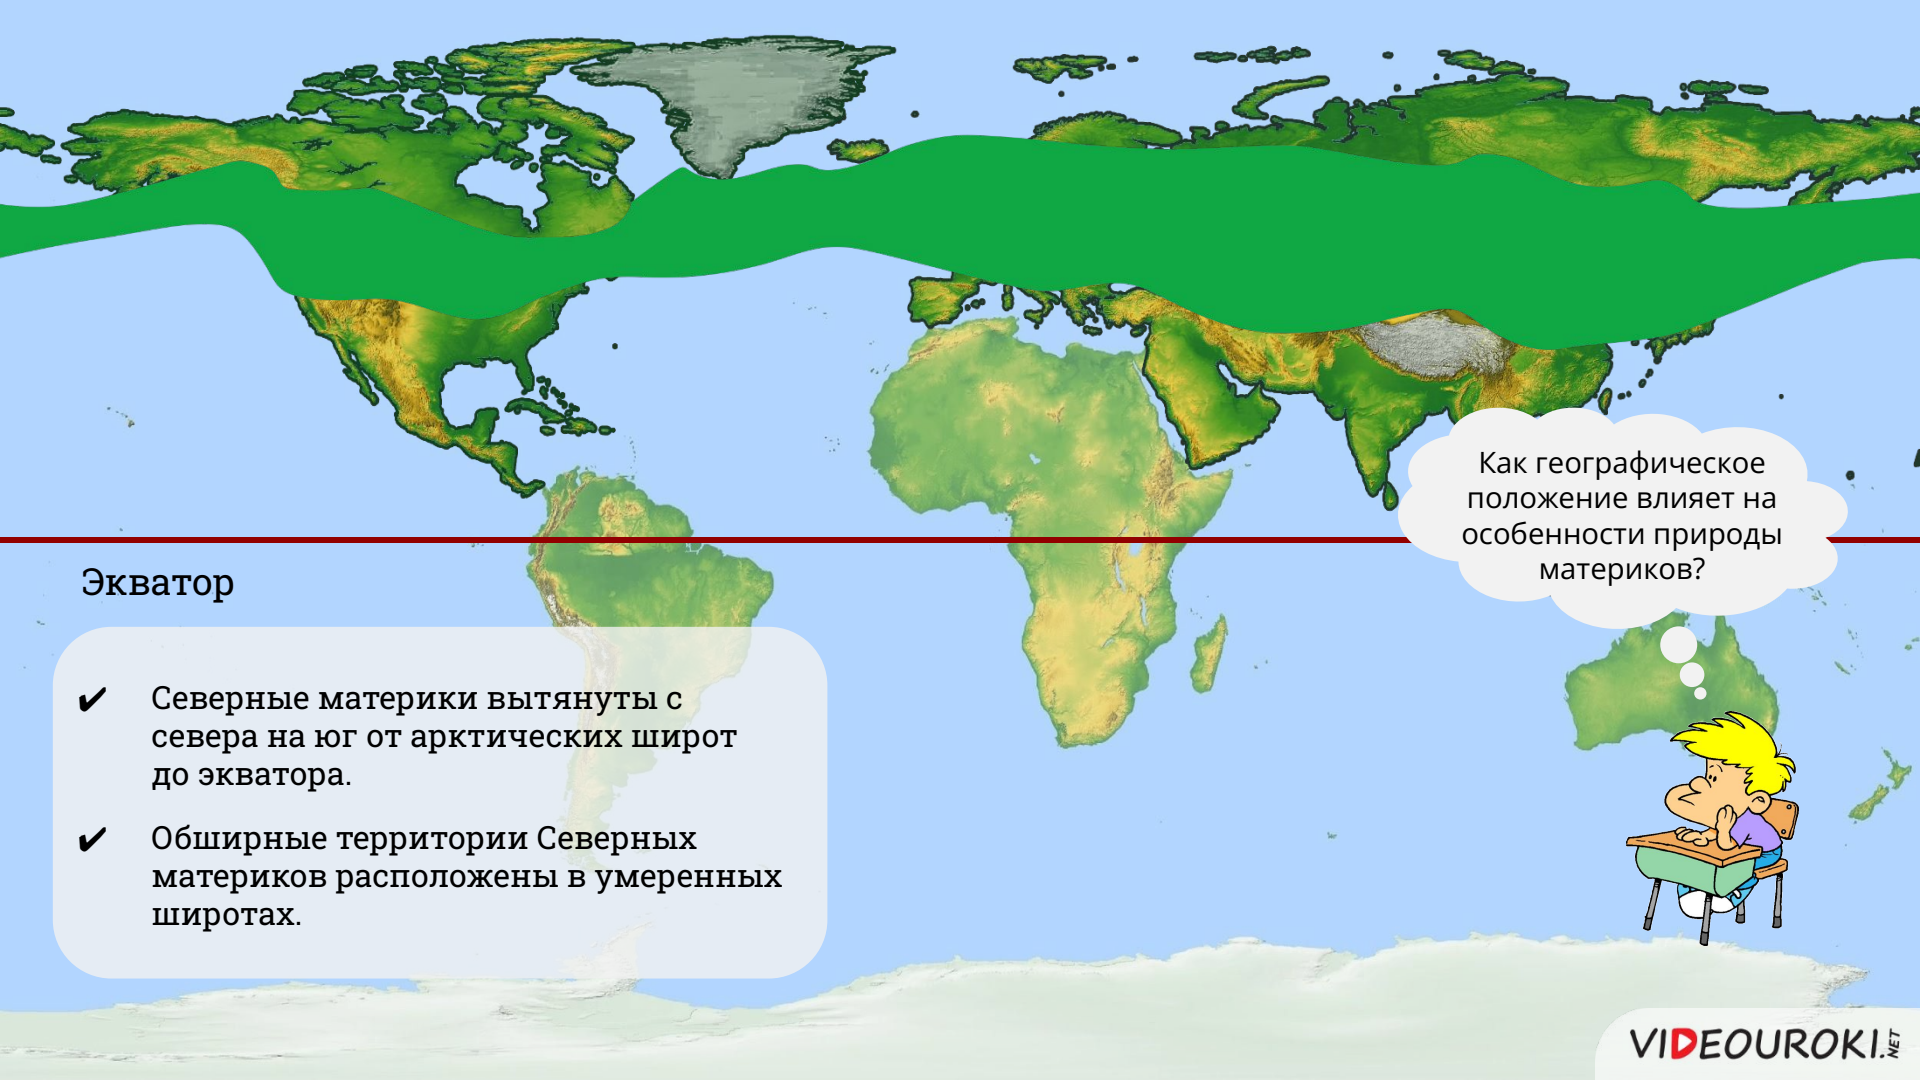 Как географическое
положение влияет на
особенности природы
материков?
Экватор
✔ Северные материки вытянуты с
севера на юг от арктических широт
до экватора.
✔ Обширные территории Северных
материков расположены в умеренных
широтах.
VIDEOUROKI.NET